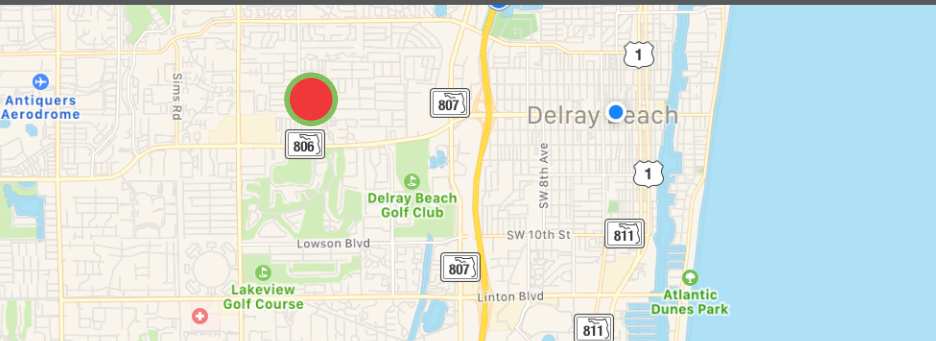 1
Antiquers
Aerodrome
Sims Rd
807
Delray Beach
806
SW 8th Ave
1
Delray Beach
Golf Club
Lowson Blvd
SW 10th St
811
807
Lakeview
Golf Course
Linton Blvd
Atlantic
Dunes Park
811